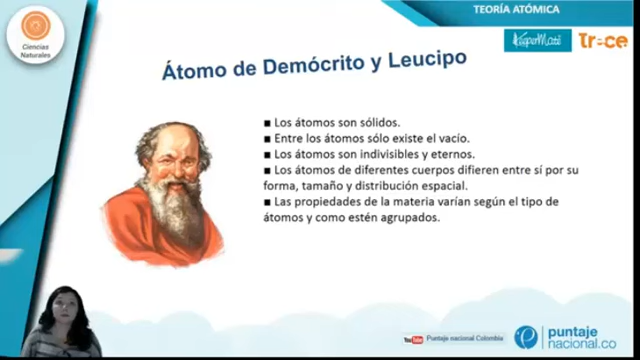 TEORÍA ATÓMICA
Ciencias
Naturales
Átomo de Demócrito y Leucipo
■ Los átomos son sólidos.
■ Entre los átomos sólo existe el vacío.
■ Los átomos son indivisibles y eternos.
■ Los átomos de diferentes cuerpos difieren entre sí por su
forma, tamaño y distribución espacial.
■ Las propiedades de la materia varían según el tipo de
átomos y como estén agrupados.
You Tube
Puntaje nacional Colombia
puntaje
nacional.co